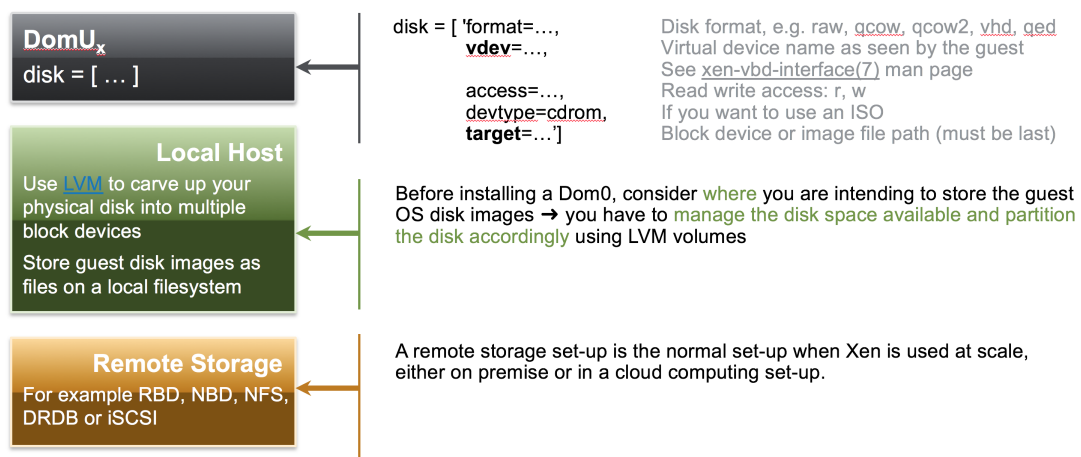 DomUx
disk = [ … ]
disk = [ 'format=…, Disk format, e.g. raw, qcow, qcow2, vhd, qed
vdev=…, Virtual device name as seen by the guest
See xen-vbd-interface(7) man page
access=…, Read write access: r, w
devtype=cdrom, If you want to use an ISO
target=…’] Block device or image file path (must be last)
Local Host
Use LVM to carve up your
physical disk into multiple
block devices
Store guest disk images as
files on a local filesystem
Before installing a Dom0, consider where you are intending to store the guest
OS disk images ➜ you have to manage the disk space available and partition
the disk accordingly using LVM volumes
Remote Storage
For example RBD, NBD, NFS,
DRDB or iSCSI
A remote storage set-up is the normal set-up when Xen is used at scale,
either on premise or in a cloud computing set-up.